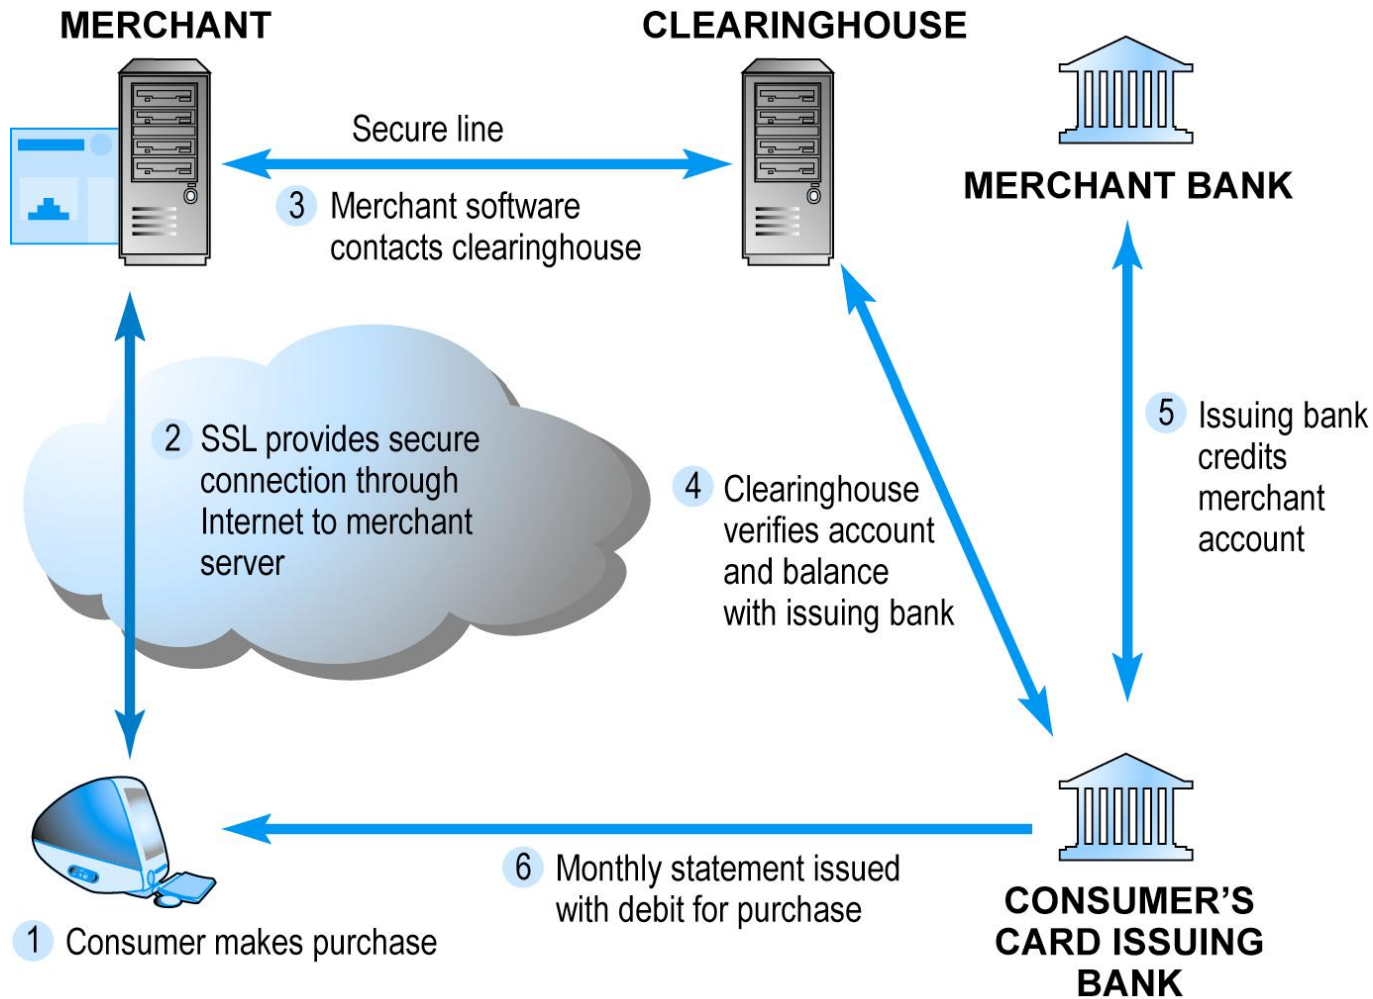 MERCHANT
CLEARINGHOUSE
MERCHANT BANK
Secure line
3 Merchant software
contacts clearinghouse
2 SSL provides secure
connection through
Internet to merchant
server
4 Clearinghouse
verifies account
and balance
with issuing bank
5 Issuing bank
credits
merchant
account
6 Monthly statement issued
with debit for purchase
1 Consumer makes purchase
CONSUMER’S
CARD ISSUING
BANK